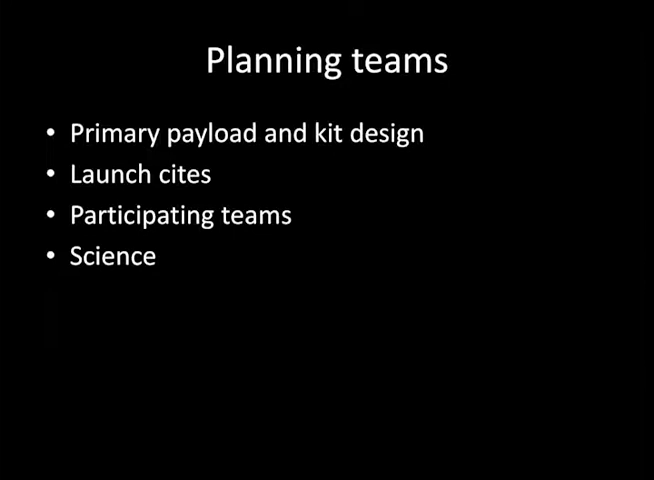 Planning teams
• Primary payload and kit design
• Launch cites
• Participating teams
• Science